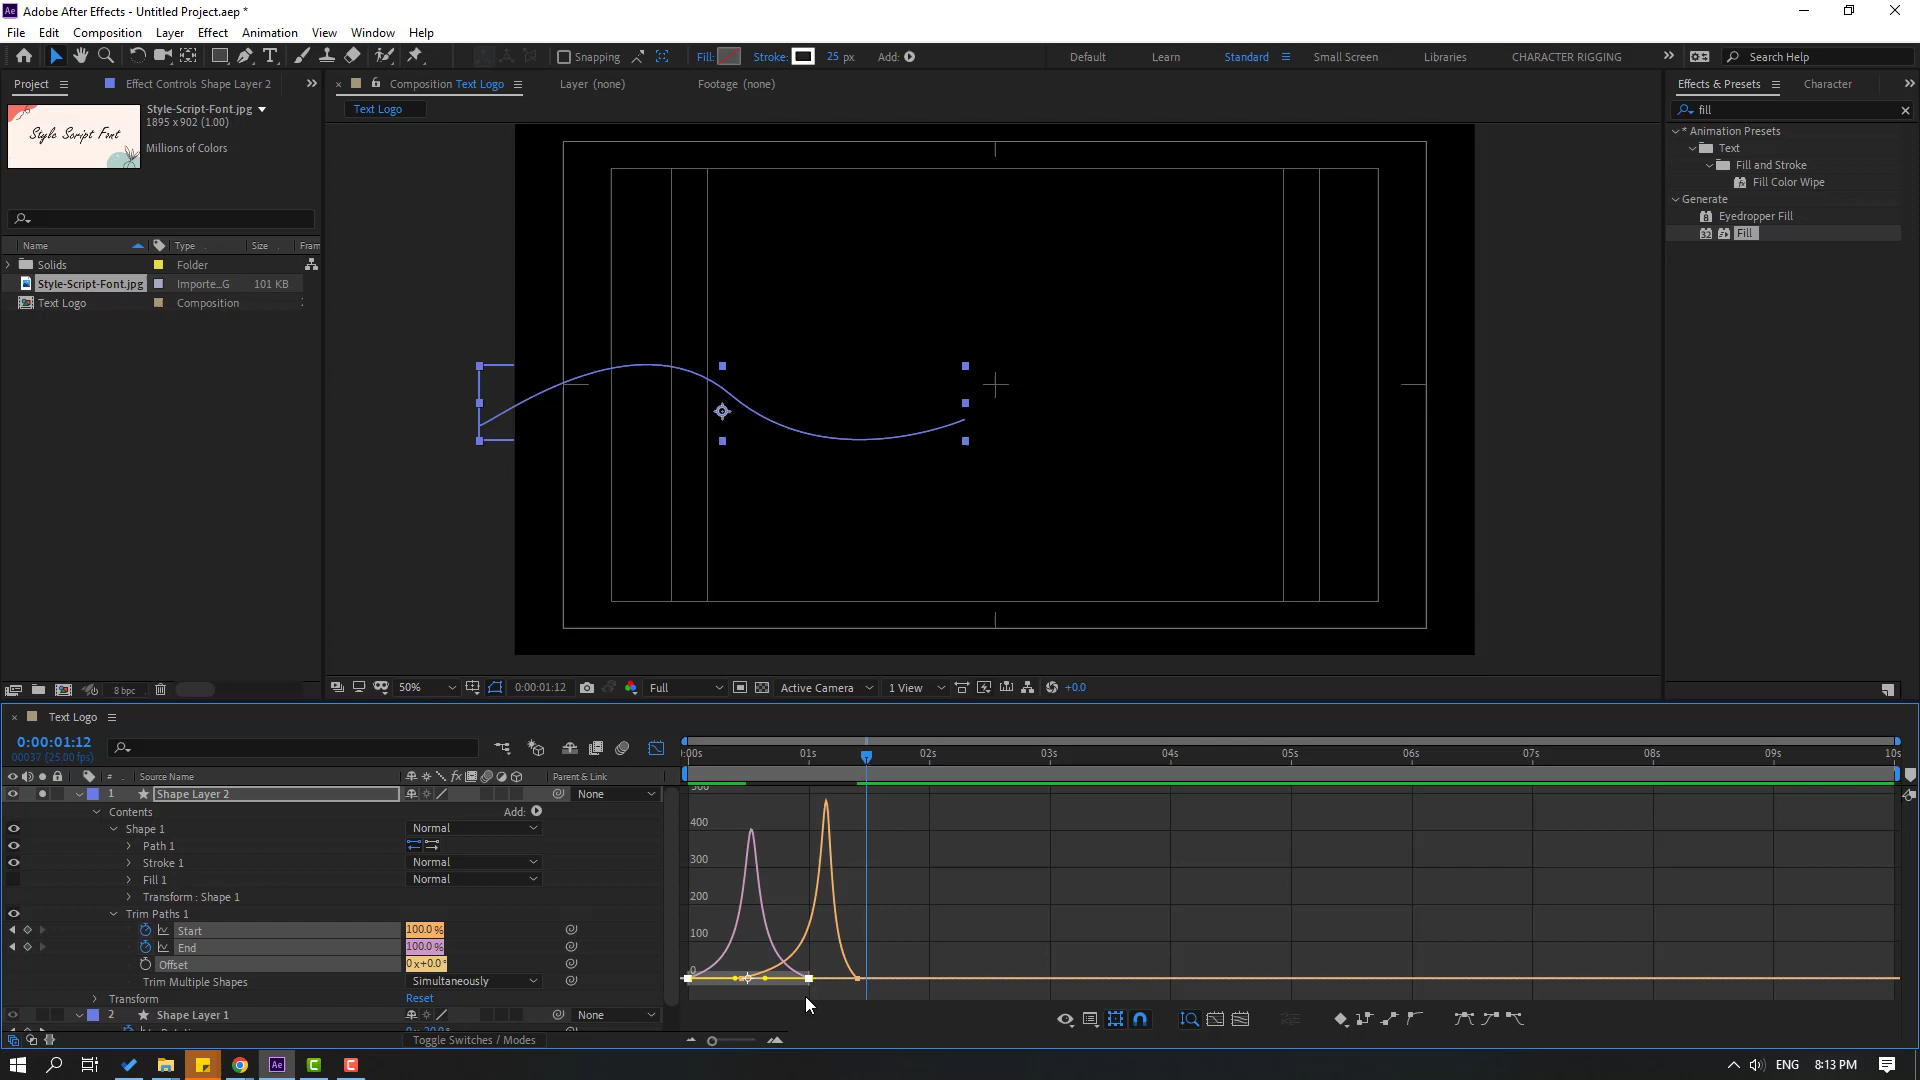 Adobe After Effects - Untitled Project.aep *
File Edit Composition Layer Effect Animation View Window Help
Snapping Fill: Stroke: 25 px Add: Default Learn Standard Small Screen Libraries CHARACTER RIGGING Search Help
Project Effect Controls Shape Layer 2 Composition Text Logo Layer (none) Footage (none) Effects & Presets Character
Style-Script-Font.jpg
1895 x 902 (1.00)
Millions of Colors
Style Script Font
Text Logo
fill
* Animation Presets
Text
Fill and Stroke
Fill Color Wipe
Generate
Eyedropper Fill
Fill
Name Type Size Fram
Solids Folder
Style-Script-Font.jpg Importe...G 101 KB
Text Logo Composition
8 bpc
50% 0:00:01:12 Full Active Camera 1 View +0.0
Text Logo
0:00:01:12
00037 (25.00 fps)
# Source Name Parent & Link
:00s 01s 02s 03s 04s 05s 06s 07s 08s 09s 10s
1 Shape Layer 2 None
Contents Add:
Shape 1 Normal
Path 1
Stroke 1 Normal
Fill 1 Normal
Transform : Shape 1
Trim Paths 1
Start 100.0 %
End 100.0 %
Offset 0 x+0.0 °
Trim Multiple Shapes Simultaneously
Transform Reset
2 Shape Layer 1 None
Toggle Switches / Modes
400
300
200
100
0
ENG 8:13 PM